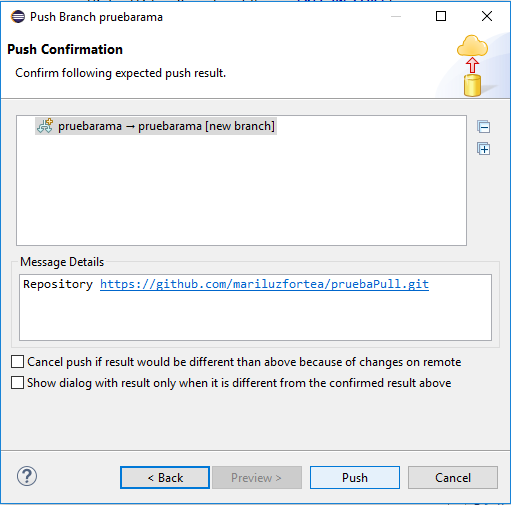 Push Branch pruebarama
Push Confirmation
Confirm following expected push result.
pruebarama → pruebarama [new branch]
Message Details
Repository https://github.com/mariluzfortea/pruebaPull.git
Cancel push if result would be different than above because of changes on remote
Show dialog with result only when it is different from the confirmed result above
? < Back Preview > Push Cancel